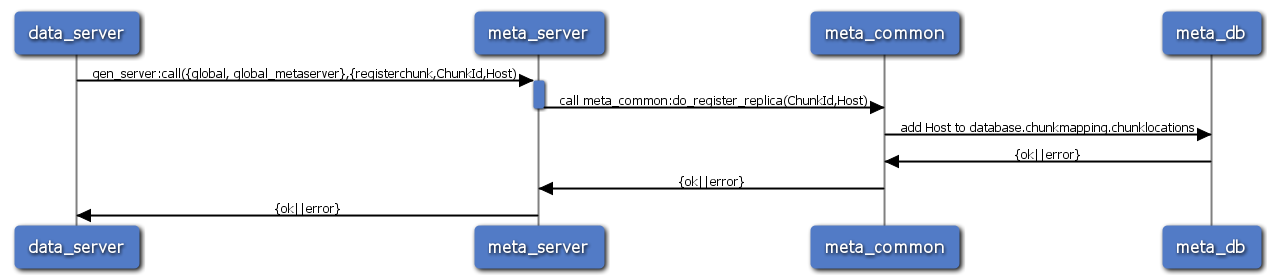 data_server
meta_server
meta_common
meta_db
gen_server:call({global, global_metaserver},{registerchunk,ChunkId,Host)
call meta_common:do_register_replica(ChunkId,Host)
add Host to database.chunkmapping.chunklocations
{ok||error}
{ok||error}
{ok||error}
data_server
meta_server
meta_common
meta_db